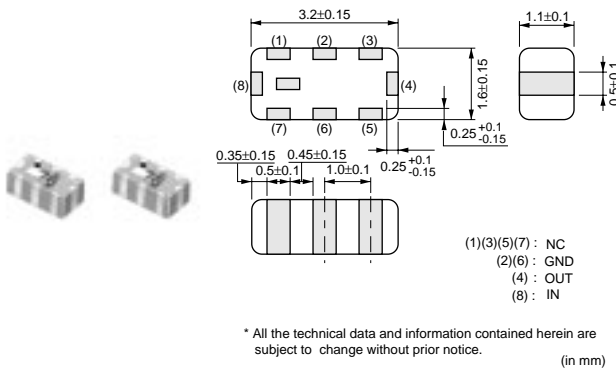 3.2±0.15
1.1±0.1
(1)
(2)
(3)
1.6±0.15
0.5±0.1
(8)
(4)
(7)
(6)
(5)
0.25 +0.1 -0.15
0.25 +0.1 -0.15
0.35±0.15
0.45±0.15
0.5±0.1
1.0±0.1
(1)(3)(5)(7) : NC
(2)(6) : GND
(4) : OUT
(8) : IN
* All the technical data and information contained herein are
subject to change without prior notice.
(in mm)